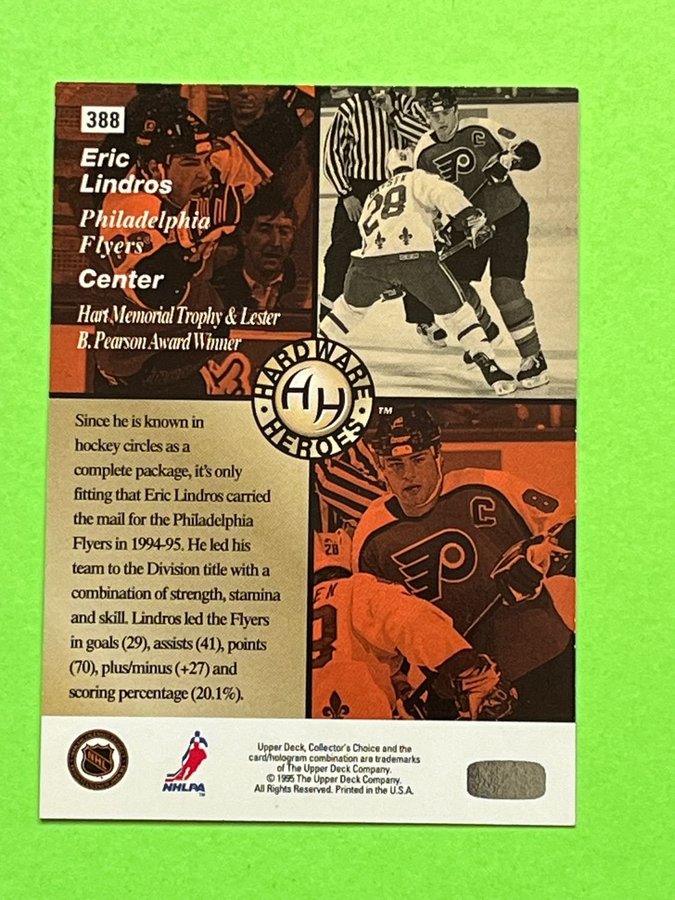 388
Eric
Lindros
Philadelphia
Flyers
Center
Hart Memorial Trophy & Lester
B. Pearson Award Winner
28
C
HARDWARE
HH
HEROES
™
Since he is known in
hockey circles as a
complete package, it's only
fitting that Eric Lindros carried
the mail for the Philadelphia
Flyers in 1994-95. He led his
team to the Division title with a
combination of strength, stamina
and skill. Lindros led the Flyers
in goals (29), assists (41), points
(70), plus/minus (+27) and
scoring percentage (20.1%).
C
28
NHL
NHLPA™
Upper Deck, Collector's Choice and the
card/hologram combination are trademarks
of The Upper Deck Company.
© 1995 The Upper Deck Company.
All Rights Reserved. Printed in the U.S.A.